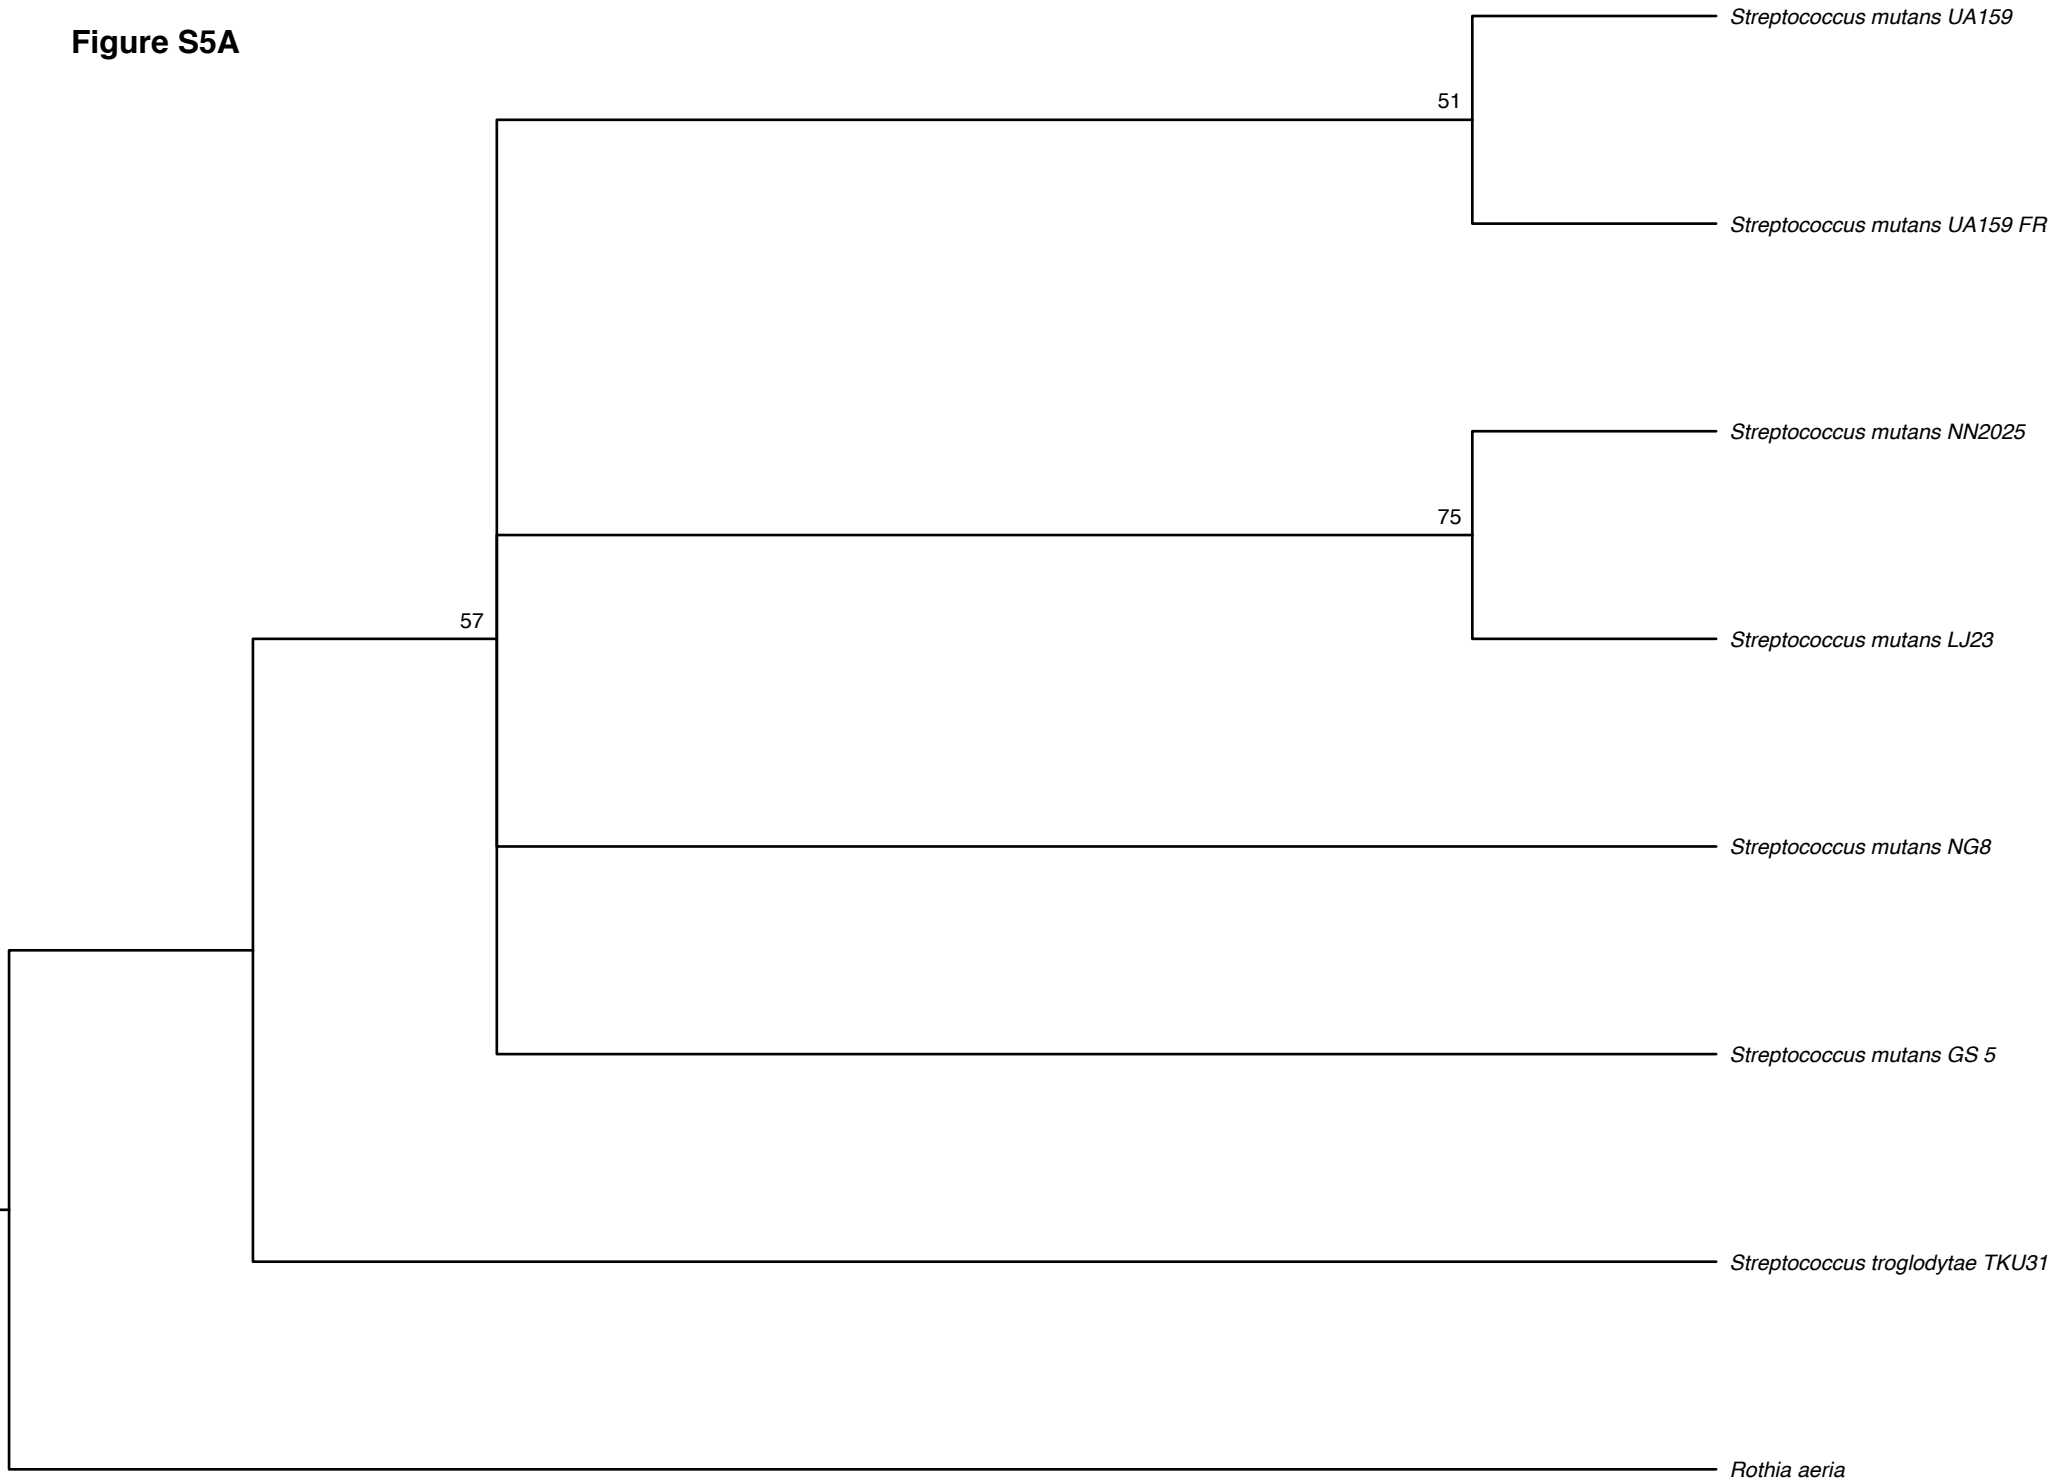 Figure S5A
Streptococcus mutans UA159
51
Streptococcus mutans UA159 FR
Streptococcus mutans NN2025
75
57
Streptococcus mutans LJ23
Streptococcus mutans NG8
Streptococcus mutans GS 5
Streptococcus troglodytae TKU31
Rothia aeria